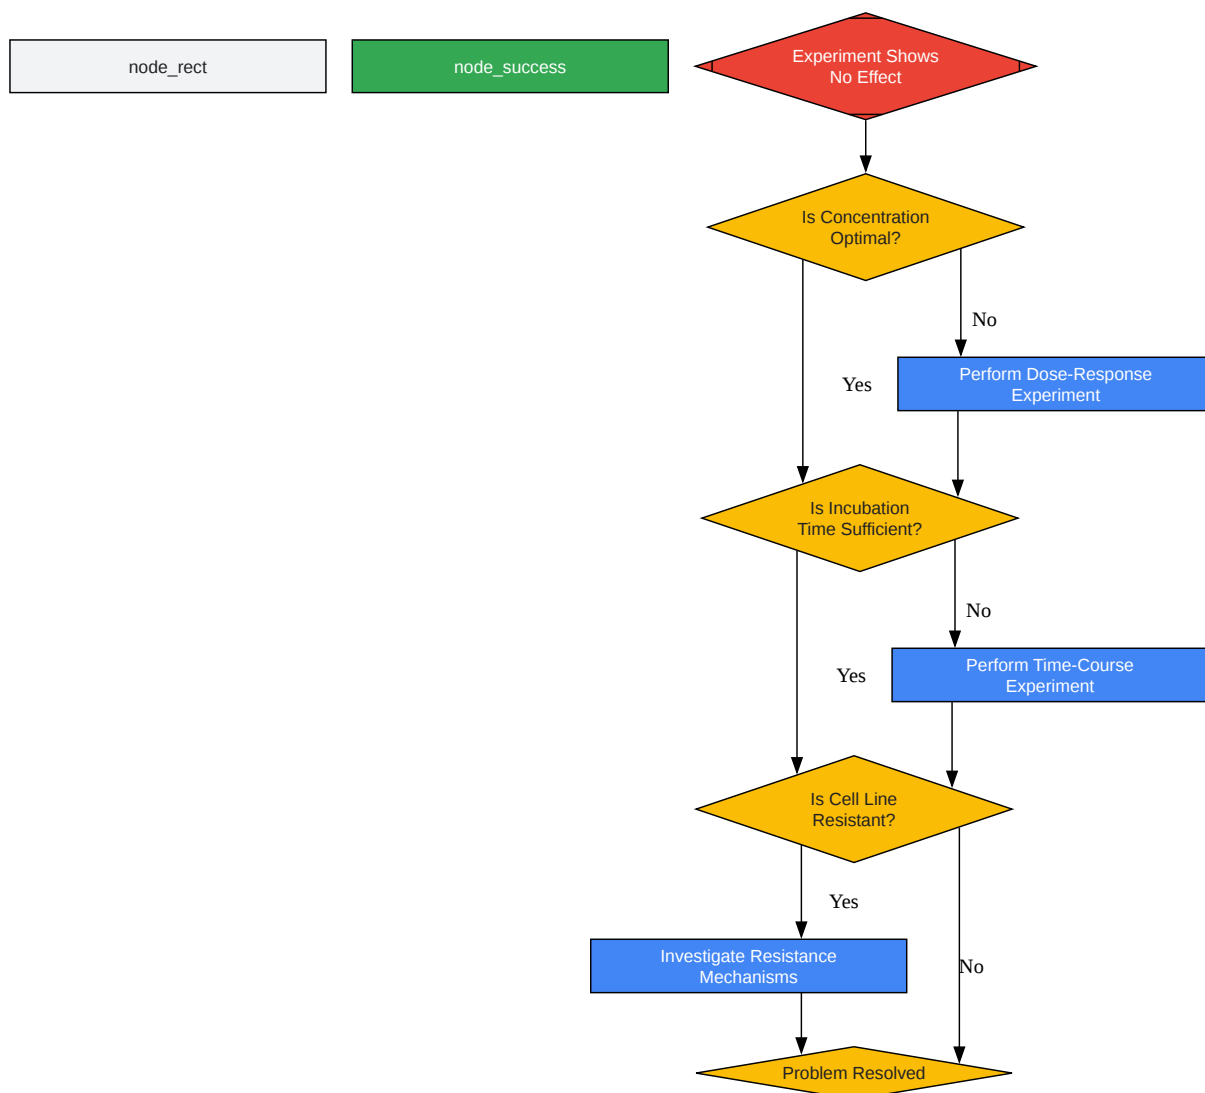 node_rect
node_success
Experiment Shows
No Effect
Is Concentration
Optimal?
No
Yes
Perform Dose-Response
Experiment
Is Incubation
Time Sufficient?
No
Yes
Perform Time-Course
Experiment
Is Cell Line
Resistant?
Yes
Investigate Resistance
Mechanisms
No
Problem Resolved